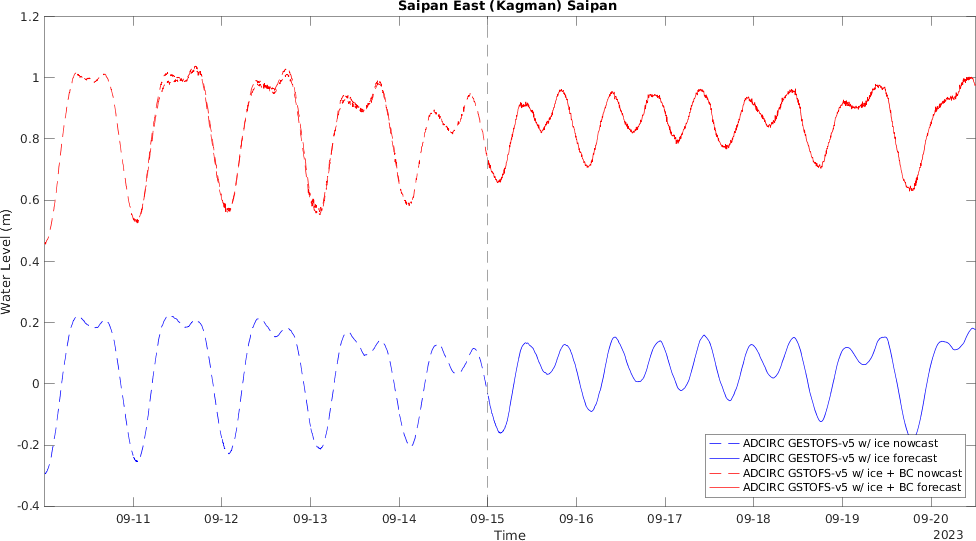 Saipan East (Kagman) Saipan
1.2
1
0.8
0.6
0.4
0.2
0
-0.2
-0.4
Water Level (m)
ADCIRC GESTOFS-v5 w/ ice nowcast
ADCIRC GESTOFS-v5 w/ ice forecast
ADCIRC GSTOFS-v5 w/ ice + BC nowcast
ADCIRC GSTOFS-v5 w/ ice + BC forecast
09-11 09-12 09-13 09-14 09-15 09-16 09-17 09-18 09-19 09-20
Time
2023